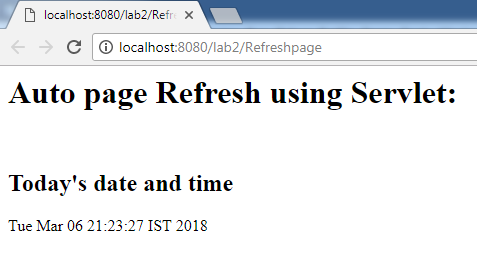 localhost:8080/lab2/Refr
localhost:8080/lab2/Refreshpage
Auto page Refresh using Servlet:
Today's date and time
Tue Mar 06 21:23:27 IST 2018